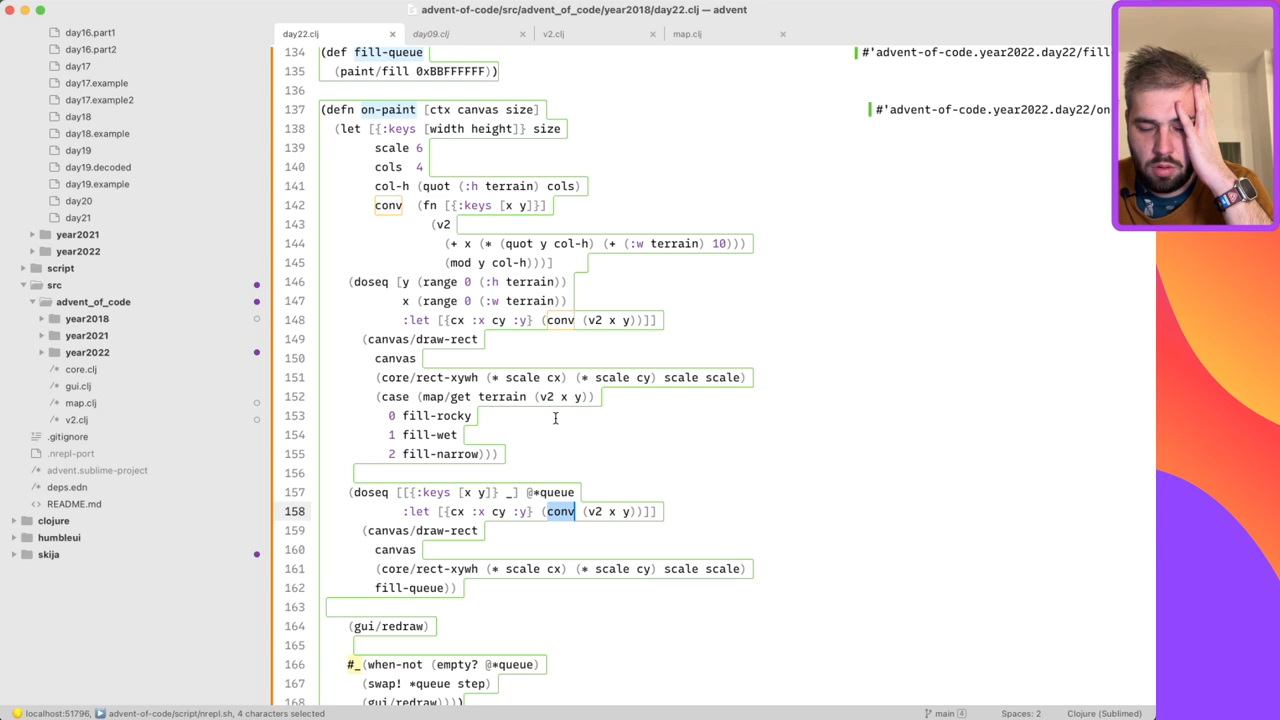 advent-of-code/src/advent_of_code/year2018/day22.clj — advent
day22.clj
day09.clj
v2.clj
map.clj
day16.part1
day16.part2
day17
day17.example
day17.example2
day18
day18.example
day19
day19.decoded
day19.example
day20
day21
year2021
year2022
script
src
advent_of_code
year2018
year2021
year2022
core.clj
gui.clj
map.clj
v2.clj
.gitignore
.nrepl-port
advent.sublime-project
deps.edn
README.md
clojure
humbleui
skija
134 (def fill-queue #'advent-of-code.year2022.day22/fill
135 (paint/fill 0xBBFFFFFF))
136
137 (defn on-paint [ctx canvas size] #'advent-of-code.year2022.day22/on
138 (let [{:keys [width height]} size
139 scale 6
140 cols 4
141 col-h (quot (:h terrain) cols)
142 conv (fn [{:keys [x y]}]
143 (v2
144 (+ x (* (quot y col-h) (+ (:w terrain) 10)))
145 (mod y col-h)))]
146 (doseq [y (range 0 (:h terrain))
147 x (range 0 (:w terrain))
148 :let [{cx :x cy :y} (conv (v2 x y))]]
149 (canvas/draw-rect
150 canvas
151 (core/rect-xywh (* scale cx) (* scale cy) scale scale)
152 (case (map/get terrain (v2 x y))
153 0 fill-rocky
154 1 fill-wet
155 2 fill-narrow)))
156
157 (doseq [[{:keys [x y]} _] @*queue
158 :let [{cx :x cy :y} (conv (v2 x y))]]
159 (canvas/draw-rect
160 canvas
161 (core/rect-xywh (* scale cx) (* scale cy) scale scale)
162 fill-queue))
163
164 (gui/redraw)
165
166 #_(when-not (empty? @*queue)
167 (swap! *queue step)
168 (gui/redraw))))
localhost:51796, advent-of-code/script/nrepl.sh, 4 characters selected
main 4
Spaces: 2
Clojure (Sublimed)